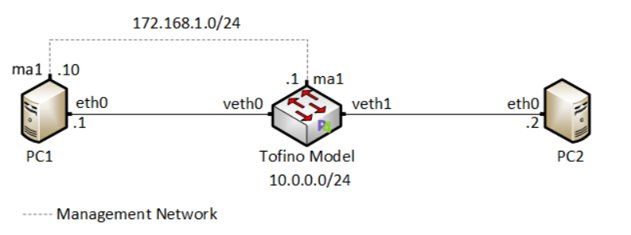 172.168.1.0/24
ma1 .10
.1 ma1
eth0
veth0
veth1
eth0
.1
.2
PC1
Tofino Model
PC2
10.0.0.0/24
Management Network